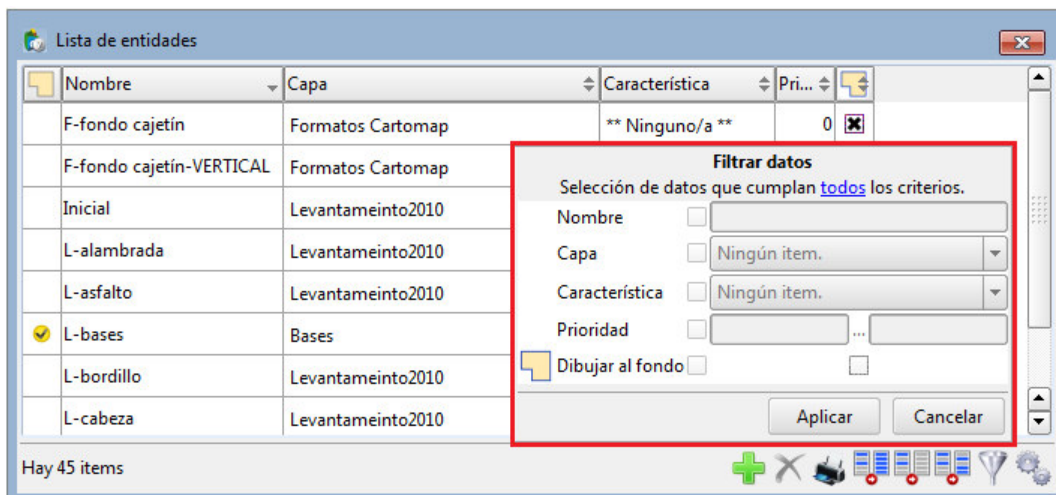 Lista de entidades
Nombre Capa Característica Pri...
F-fondo cajetín Formatos Cartomap ** Ninguno/a ** 0
F-fondo cajetín-VERTICAL Formatos Cartomap
Inicial Levantameinto2010
L-alambrada Levantameinto2010
L-asfalto Levantameinto2010
L-bases Bases
L-bordillo Levantameinto2010
L-cabeza Levantameinto2010
Filtrar datos
Selección de datos que cumplan todos los criterios.
Nombre
Capa Ningún item.
Característica Ningún item.
Prioridad ...
Dibujar al fondo
Aplicar Cancelar
Hay 45 items